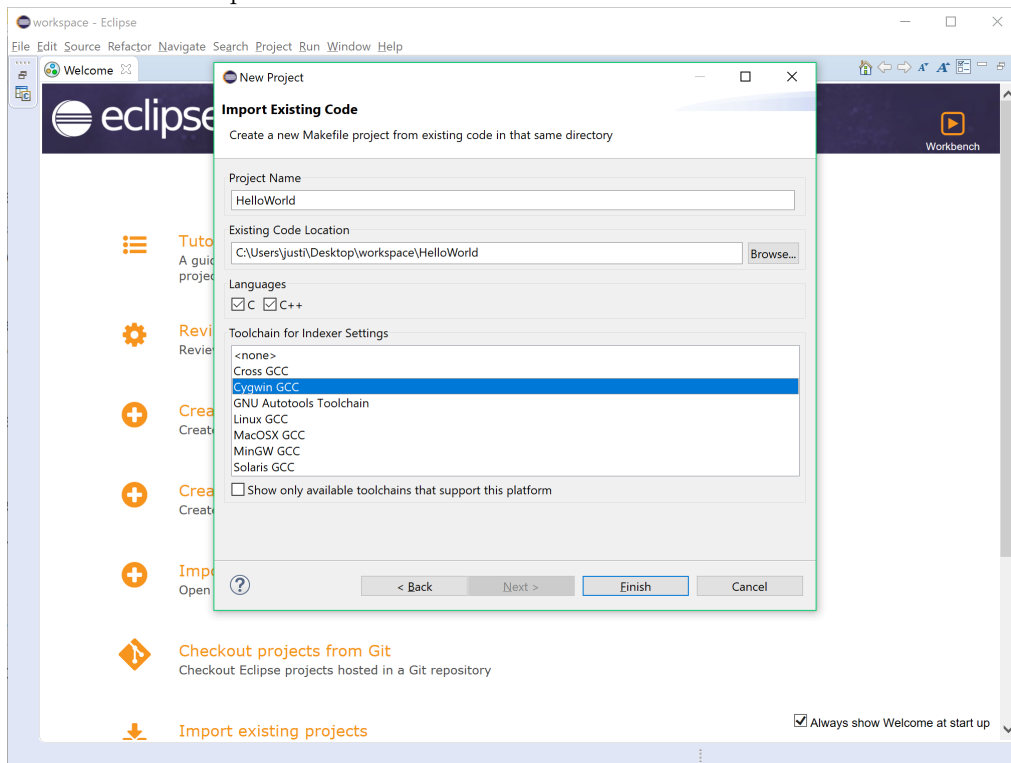 workspace - Eclipse
File Edit Source Refactor Navigate Search Project Run Window Help
Welcome
eclipse
Workbench
New Project
Import Existing Code
Create a new Makefile project from existing code in that same directory
Project Name
HelloWorld
Existing Code Location
C:\Users\justi\Desktop\workspace\HelloWorld
Browse...
Languages
C C++
Toolchain for Indexer Settings
<none>
Cross GCC
Cygwin GCC
GNU Autotools Toolchain
Linux GCC
MacOSX GCC
MinGW GCC
Solaris GCC
Show only available toolchains that support this platform
< Back Next > Finish Cancel
Tuto
A guid
projec
Revi
Review
Crea
Create
Crea
Create
Impo
Open
Checkout projects from Git
Checkout Eclipse projects hosted in a Git repository
Import existing projects
Always show Welcome at start up